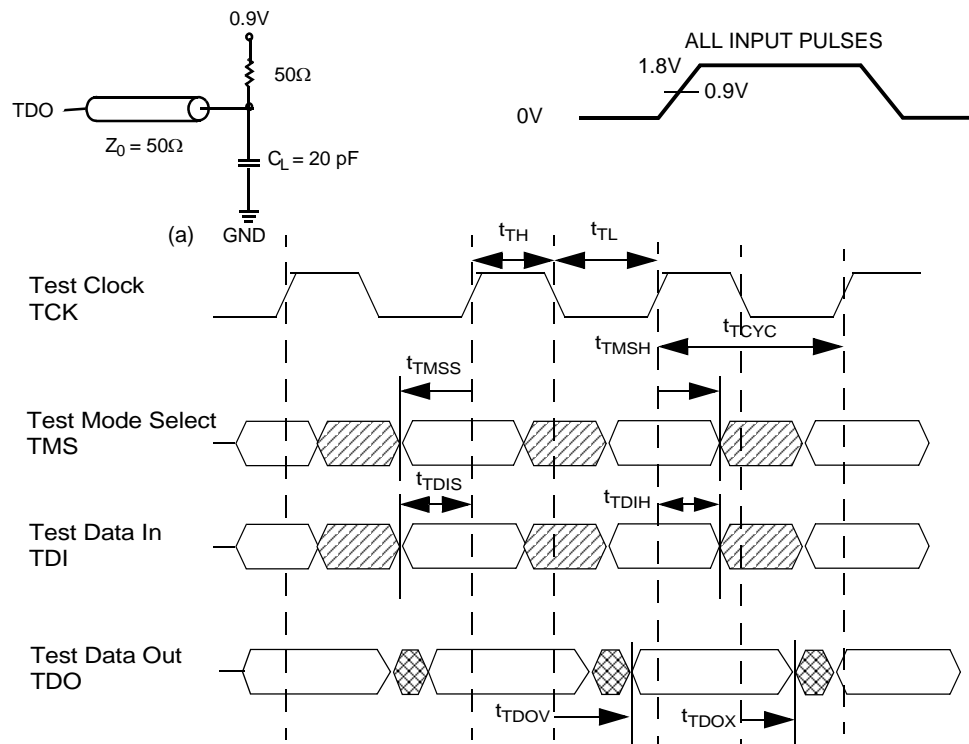 0.9V
50Ω
TDO
Z0 = 50Ω
CL = 20 pF
(a)
GND
ALL INPUT PULSES
1.8V
0.9V
0V
tTH
tTL
Test Clock
TCK
tTCYC
tTMSH
tTMSS
Test Mode Select
TMS
tTDIS
tTDIH
Test Data In
TDI
Test Data Out
TDO
tTDOV
tTDOX